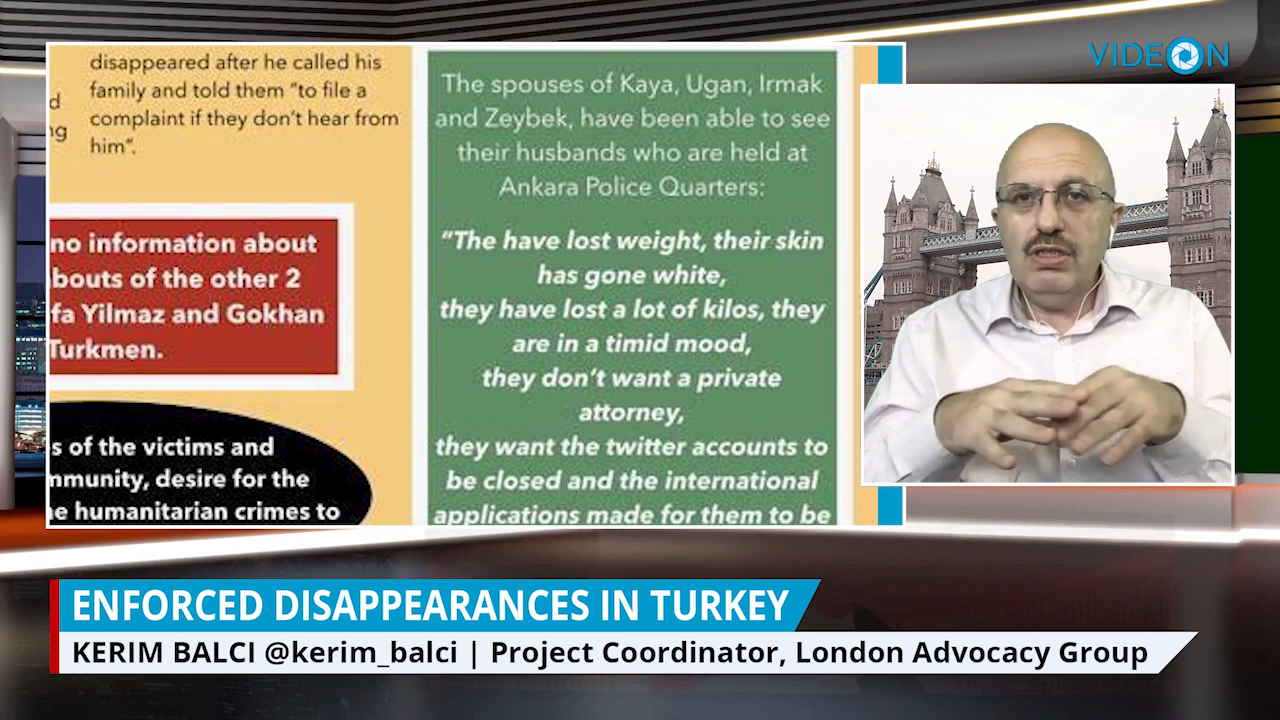 VIDEON
disappeared after he called his
family and told them "to file a
complaint if they don't hear from
him".
no information about
bouts of the other 2
fa Yilmaz and Gokhan
Turkmen.
s of the victims and
mmunity, desire for the
e humanitarian crimes to
The spouses of Kaya, Ugan, Irmak
and Zeybek, have been able to see
their husbands who are held at
Ankara Police Quarters:
"The have lost weight, their skin
has gone white,
they have lost a lot of kilos, they
are in a timid mood,
they don't want a private
attorney,
they want the twitter accounts to
be closed and the international
applications made for them to be
ENFORCED DISAPPEARANCES IN TURKEY
KERIM BALCI @kerim_balci | Project Coordinator, London Advocacy Group